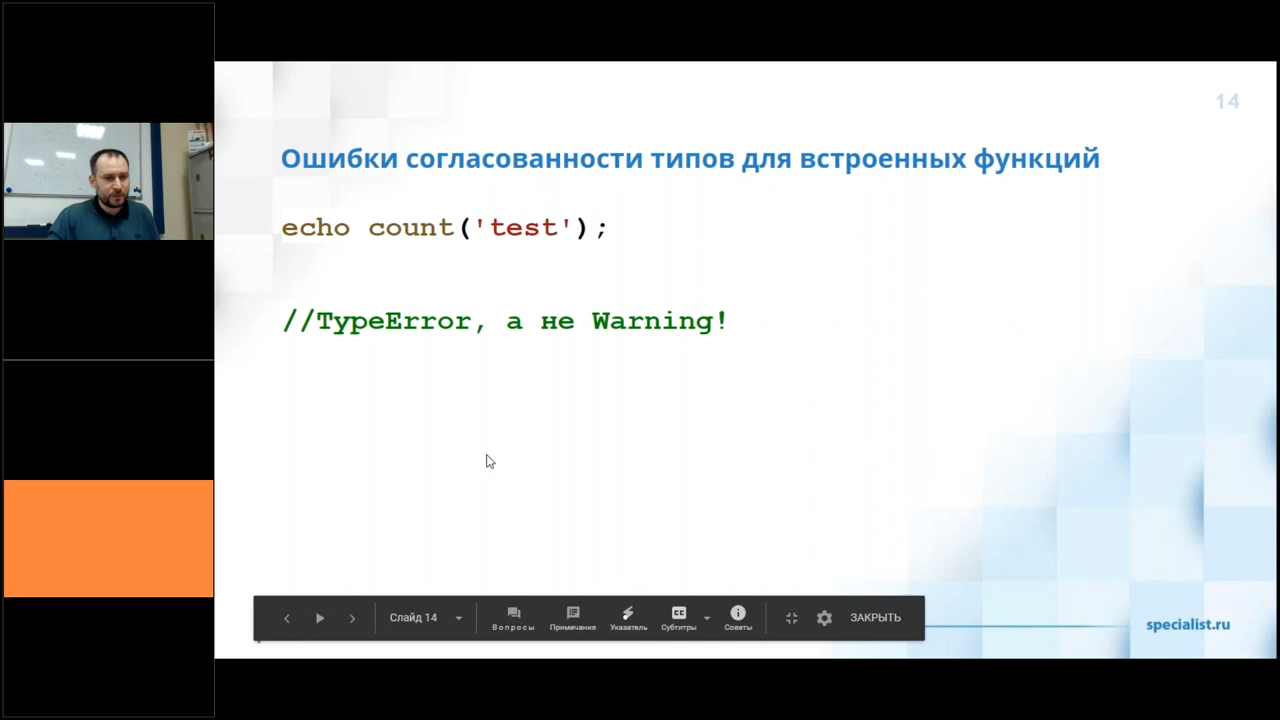 14
Ошибки согласованности типов для встроенных функций
echo count('test');
//TypeError, а не Warning!
Слайд 14
Вопросы
Примечания
Указатель
CC
Субтитры
Советы
ЗАКРЫТЬ
specialist.ru